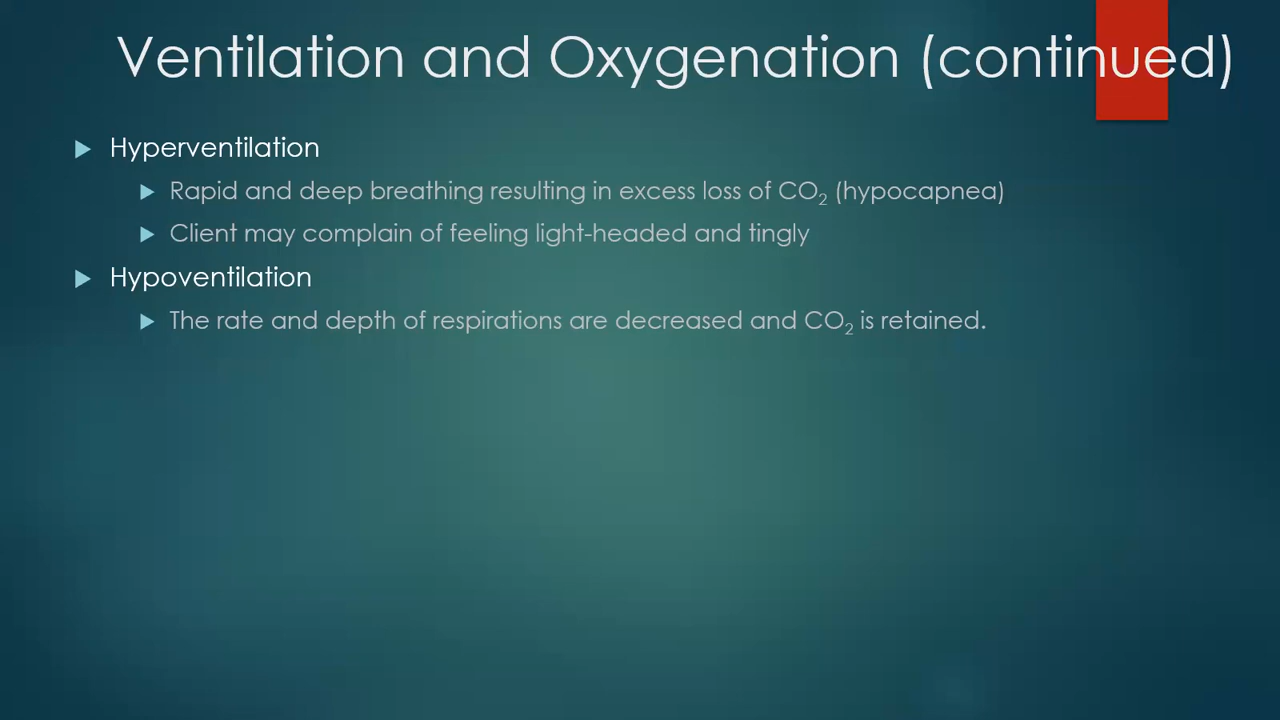 Ventilation and Oxygenation (continued)
Hyperventilation
Rapid and deep breathing resulting in excess loss of CO₂ (hypocapnea)
Client may complain of feeling light-headed and tingly
Hypoventilation
The rate and depth of respirations are decreased and CO₂ is retained.